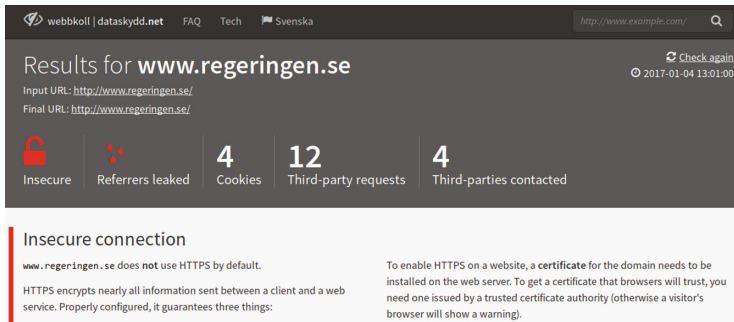 webbkoll | dataskydd.net FAQ Tech Svenska http://www.example.com/
Results for www.regeringen.se
Check again
2017-01-04 13:01:00
Input URL: http://www.regeringen.se/
Final URL: http://www.regeringen.se/
4 12 4
Insecure Referrers leaked Cookies Third-party requests Third-parties contacted
Insecure connection
www.regeringen.se does not use HTTPS by default.
HTTPS encrypts nearly all information sent between a client and a web
service. Properly configured, it guarantees three things:
To enable HTTPS on a website, a certificate for the domain needs to be
installed on the web server. To get a certificate that browsers will trust, you
need one issued by a trusted certificate authority (otherwise a visitor's
browser will show a warning).